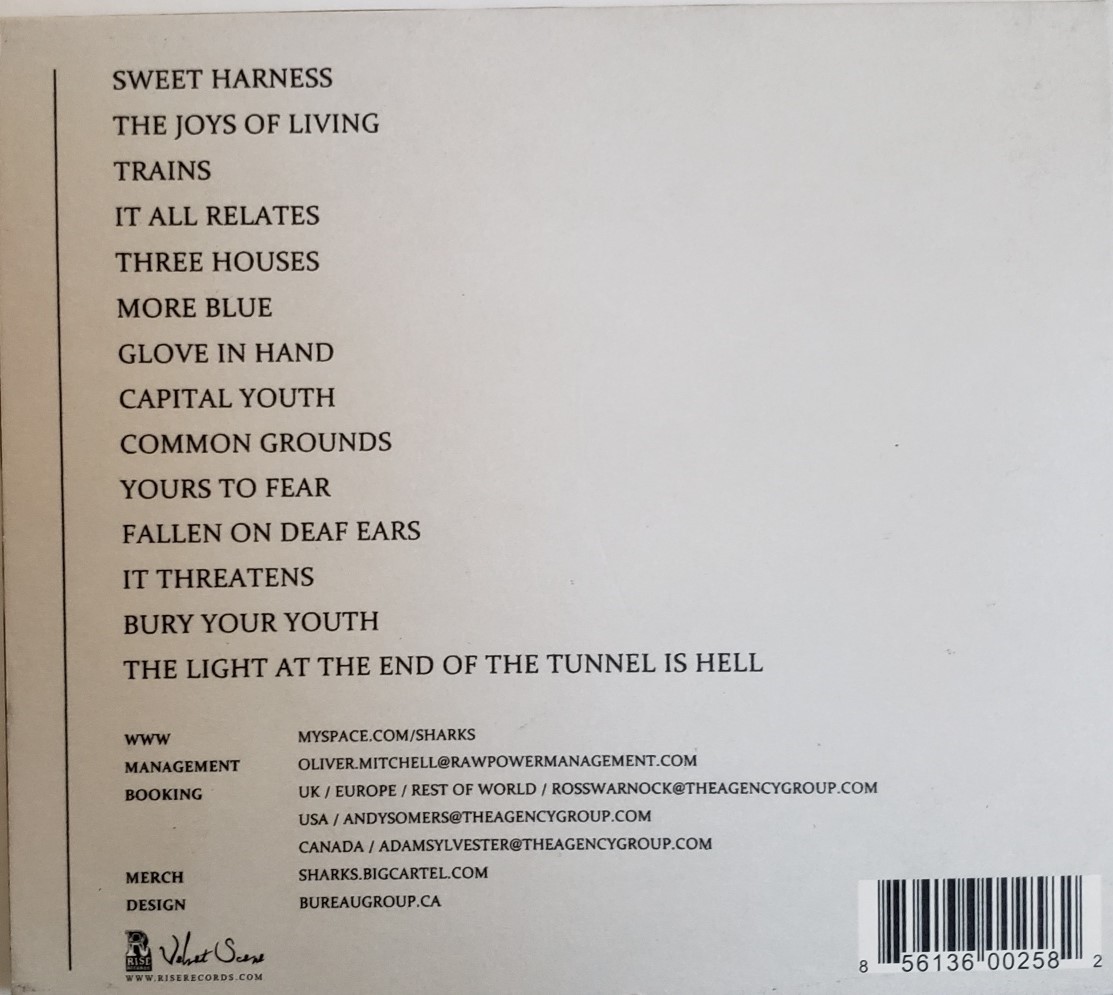 SWEET HARNESS
THE JOYS OF LIVING
TRAINS
IT ALL RELATES
THREE HOUSES
MORE BLUE
GLOVE IN HAND
CAPITAL YOUTH
COMMON GROUNDS
YOURS TO FEAR
FALLEN ON DEAF EARS
IT THREATENS
BURY YOUR YOUTH
THE LIGHT AT THE END OF THE TUNNEL IS HELL
WWW MYSPACE.COM/SHARKS
MANAGEMENT OLIVER.MITCHELL@RAWPOWERMANAGEMENT.COM
BOOKING UK / EUROPE / REST OF WORLD / ROSSWARNOCK@THEAGENCYGROUP.COM
USA / ANDYSOMERS@THEAGENCYGROUP.COM
CANADA / ADAMSYLVESTER@THEAGENCYGROUP.COM
MERCH SHARKS.BIGCARTEL.COM
DESIGN BUREAUGROUP.CA
R
RISE
RECORDS
Velvet Scene
WWW.RISERECORDS.COM
8 56136 00258 2